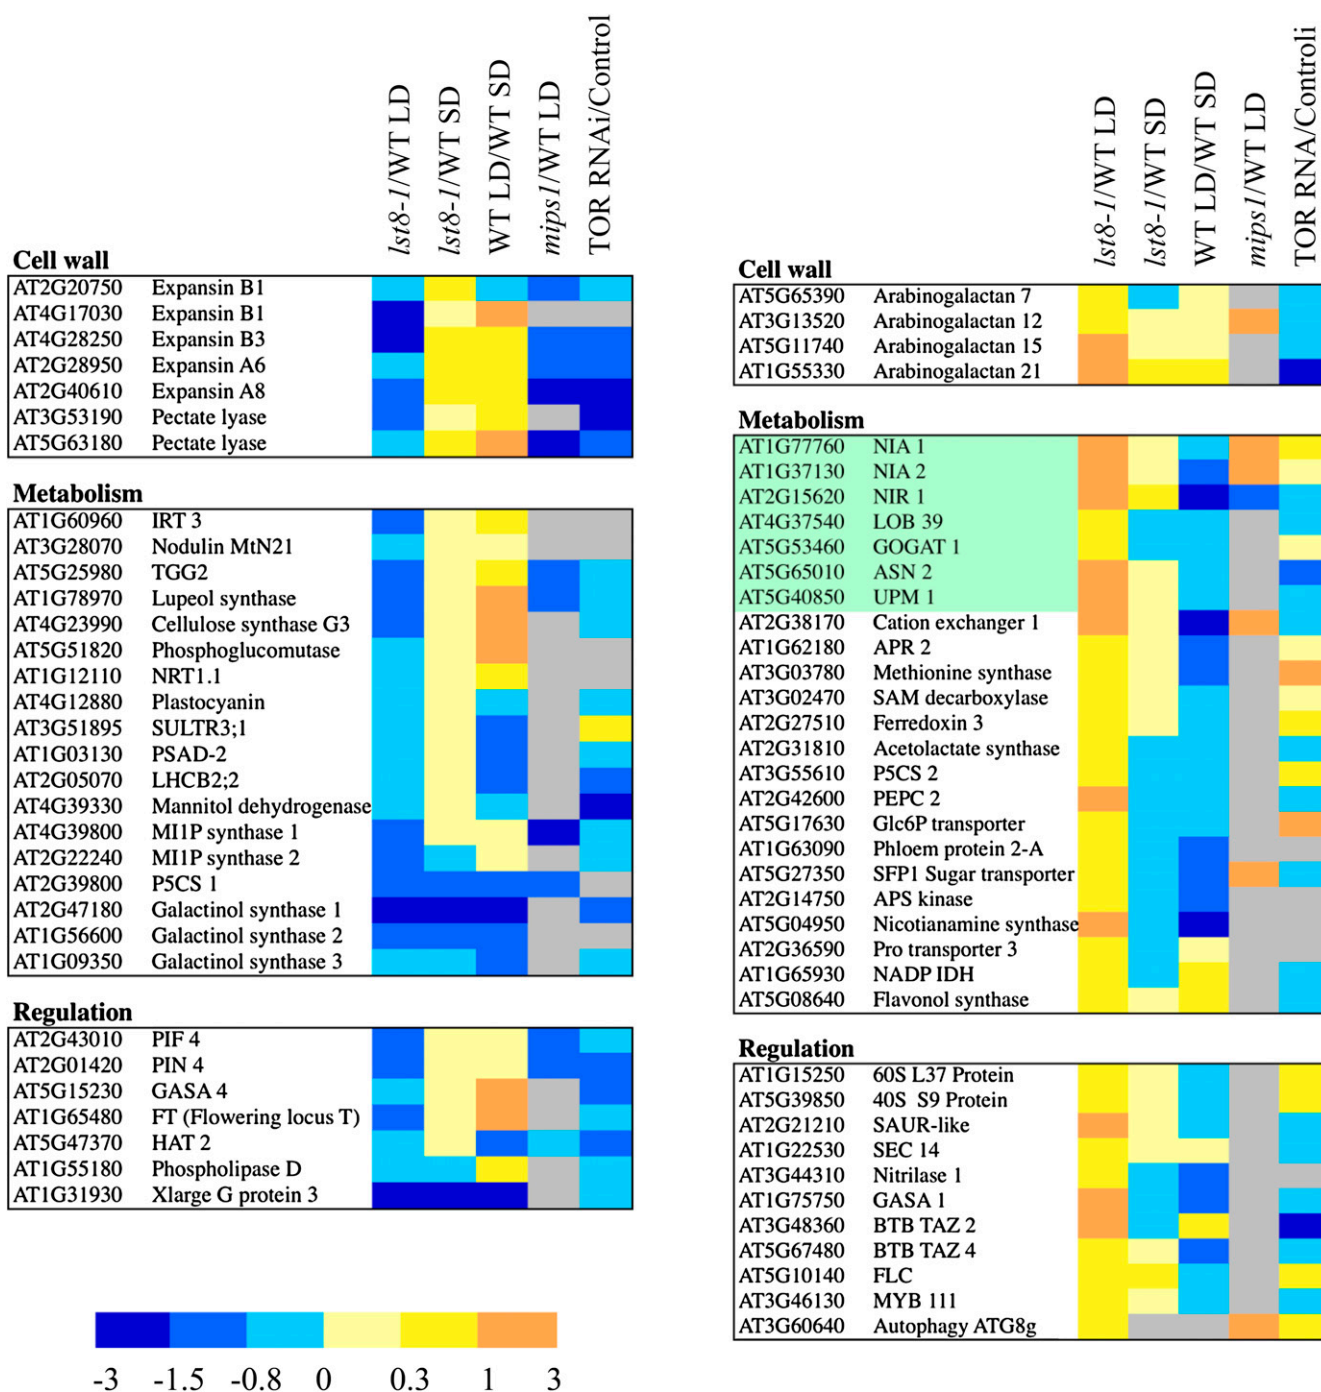 lst8-1/WT LD
lst8-1/WT SD
WT LD/WT SD
mips1/WT LD
TOR RNAi/Control
Cell wall
AT2G20750 Expansin B1
AT4G17030 Expansin B1
AT4G28250 Expansin B3
AT2G28950 Expansin A6
AT2G40610 Expansin A8
AT3G53190 Pectate lyase
AT5G63180 Pectate lyase
Metabolism
AT1G60960 IRT 3
AT3G28070 Nodulin MtN21
AT5G25980 TGG2
AT1G78970 Lupeol synthase
AT4G23990 Cellulose synthase G3
AT5G51820 Phosphoglucomutase
AT1G12110 NRT1.1
AT4G12880 Plastocyanin
AT3G51895 SULTR3;1
AT1G03130 PSAD-2
AT2G05070 LHCB2;2
AT4G39330 Mannitol dehydrogenase
AT4G39800 MI1P synthase 1
AT2G22240 MI1P synthase 2
AT2G39800 P5CS 1
AT2G47180 Galactinol synthase 1
AT1G56600 Galactinol synthase 2
AT1G09350 Galactinol synthase 3
Regulation
AT2G43010 PIF 4
AT2G01420 PIN 4
AT5G15230 GASA 4
AT1G65480 FT (Flowering locus T)
AT5G47370 HAT 2
AT1G55180 Phospholipase D
AT1G31930 Xlarge G protein 3
-3 -1.5 -0.8 0 0.3 1 3
lst8-1/WT LD
lst8-1/WT SD
WT LD/WT SD
mips1/WT LD
TOR RNA/Controli
Cell wall
AT5G65390 Arabinogalactan 7
AT3G13520 Arabinogalactan 12
AT5G11740 Arabinogalactan 15
AT1G55330 Arabinogalactan 21
Metabolism
AT1G77760 NIA 1
AT1G37130 NIA 2
AT2G15620 NIR 1
AT4G37540 LOB 39
AT5G53460 GOGAT 1
AT5G65010 ASN 2
AT5G40850 UPM 1
AT2G38170 Cation exchanger 1
AT1G62180 APR 2
AT3G03780 Methionine synthase
AT3G02470 SAM decarboxylase
AT2G27510 Ferredoxin 3
AT2G31810 Acetolactate synthase
AT3G55610 P5CS 2
AT2G42600 PEPC 2
AT5G17630 Glc6P transporter
AT1G63090 Phloem protein 2-A
AT5G27350 SFP1 Sugar transporter
AT2G14750 APS kinase
AT5G04950 Nicotianamine synthase
AT2G36590 Pro transporter 3
AT1G65930 NADP IDH
AT5G08640 Flavonol synthase
Regulation
AT1G15250 60S L37 Protein
AT5G39850 40S S9 Protein
AT2G21210 SAUR-like
AT1G22530 SEC 14
AT3G44310 Nitrilase 1
AT1G75750 GASA 1
AT3G48360 BTB TAZ 2
AT5G67480 BTB TAZ 4
AT5G10140 FLC
AT3G46130 MYB 111
AT3G60640 Autophagy ATG8g